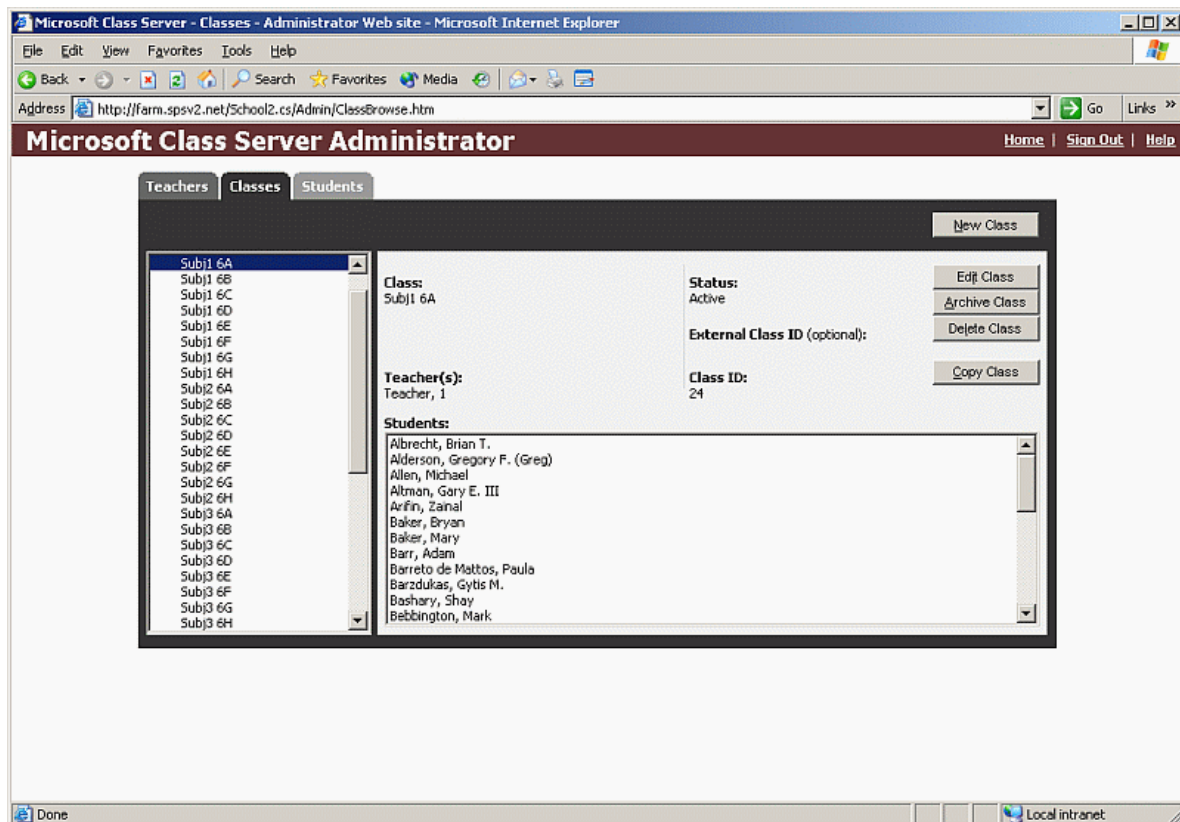 Microsoft Class Server - Classes - Administrator Web site - Microsoft Internet Explorer
File Edit View Favorites Tools Help
Back Search Favorites Media
Address http://farm.spsv2.net/School2.cs/Admin/ClassBrowse.htm Go Links »
Microsoft Class Server Administrator Home | Sign Out | Help
Teachers Classes Students
New Class
Subj1 6A
Subj1 6B
Subj1 6C
Subj1 6D
Subj1 6E
Subj1 6F
Subj1 6G
Subj1 6H
Subj2 6A
Subj2 6B
Subj2 6C
Subj2 6D
Subj2 6E
Subj2 6F
Subj2 6G
Subj2 6H
Subj3 6A
Subj3 6B
Subj3 6C
Subj3 6D
Subj3 6E
Subj3 6F
Subj3 6G
Subj3 6H
Class:
Subj1 6A
Status:
Active
External Class ID (optional):
Teacher(s):
Teacher, 1
Class ID:
24
Edit Class
Archive Class
Delete Class
Copy Class
Students:
Albrecht, Brian T.
Alderson, Gregory F. (Greg)
Allen, Michael
Altman, Gary E. III
Arifin, Zainal
Baker, Bryan
Baker, Mary
Barr, Adam
Barreto de Mattos, Paula
Barzdukas, Gytis M.
Bashary, Shay
Bebbington, Mark
Done Local intranet